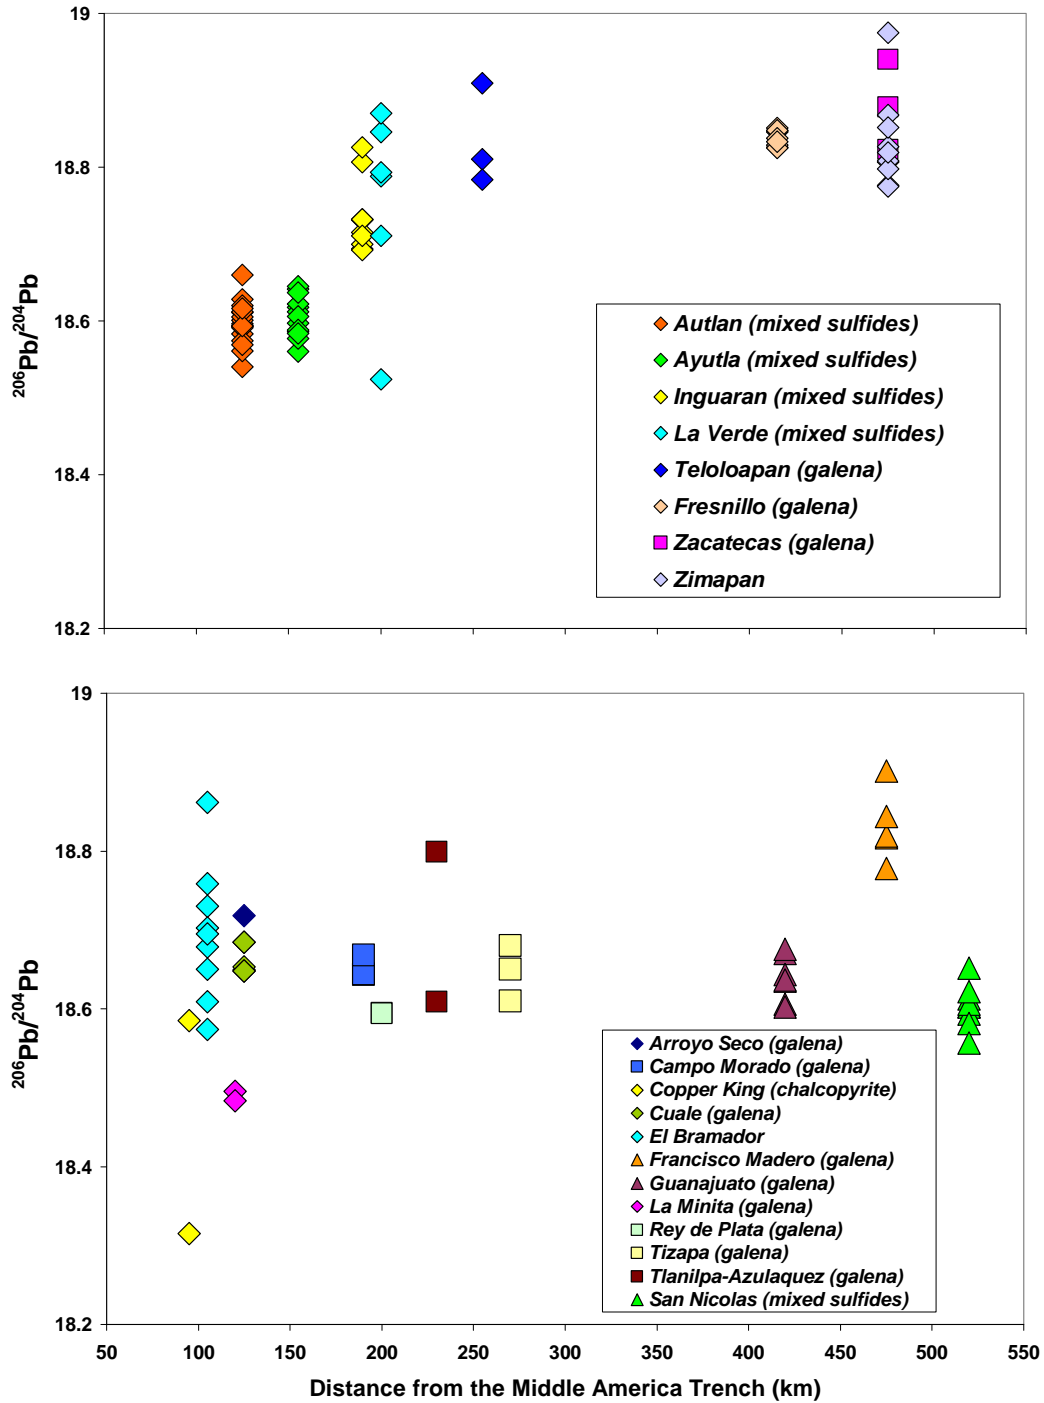 19
18.8
18.6
18.4
18.2
²⁰⁶Pb/²⁰⁴Pb
Autlan (mixed sulfides)
Ayutla (mixed sulfides)
Inguaran (mixed sulfides)
La Verde (mixed sulfides)
Teloloapan (galena)
Fresnillo (galena)
Zacatecas (galena)
Zimapan
19
18.8
18.6
18.4
18.2
²⁰⁶Pb/²⁰⁴Pb
Arroyo Seco (galena)
Campo Morado (galena)
Copper King (chalcopyrite)
Cuale (galena)
El Bramador
Francisco Madero (galena)
Guanajuato (galena)
La Minita (galena)
Rey de Plata (galena)
Tizapa (galena)
Tlanilpa-Azulaquez (galena)
San Nicolas (mixed sulfides)
50 100 150 200 250 300 350 400 450 500 550
Distance from the Middle America Trench (km)